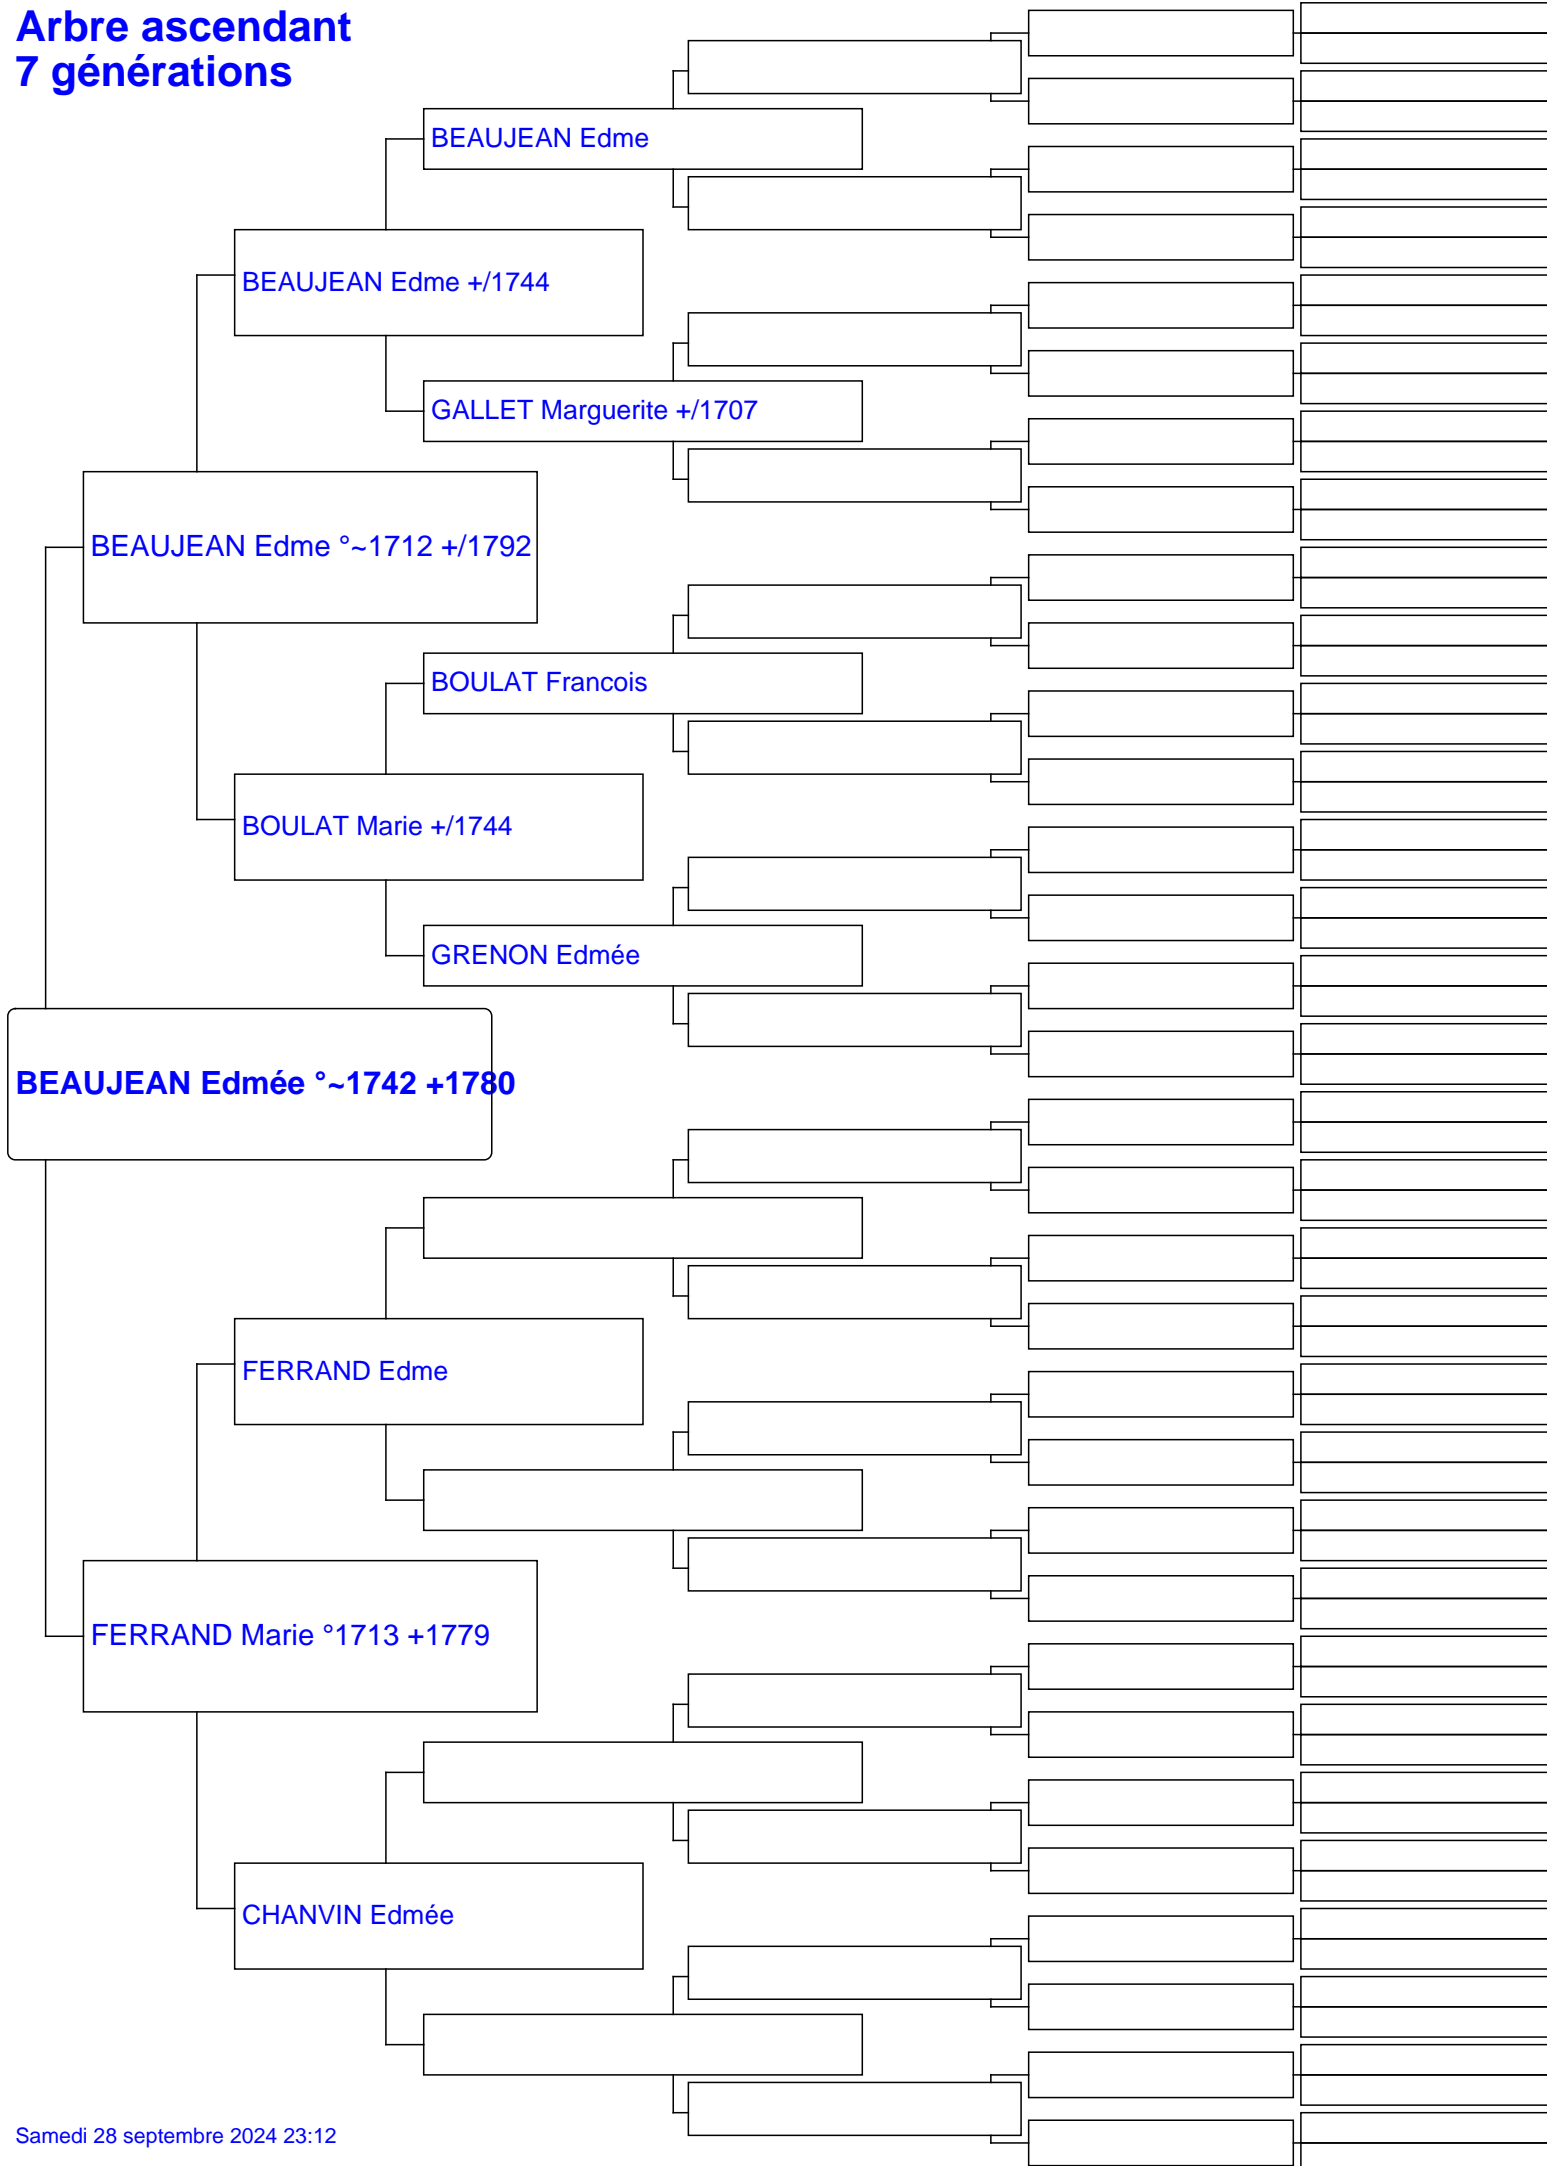 Arbre ascendant
7 générations
BEAUJEAN Edme
BEAUJEAN Edme +/1744
GALLET Marguerite +/1707
BEAUJEAN Edme °~1712 +/1792
BOULAT Francois
BOULAT Marie +/1744
GRENON Edmée
BEAUJEAN Edmée °~1742 +1780
FERRAND Edme
FERRAND Marie °1713 +1779
CHANVIN Edmée
Samedi 28 septembre 2024 23:12